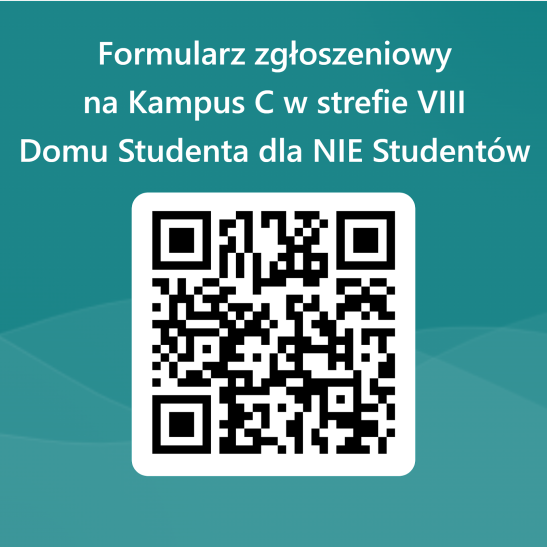 Formularz zgłoszeniowy
na Kampus C w strefie VIII
Domu Studenta dla NIE Studentów